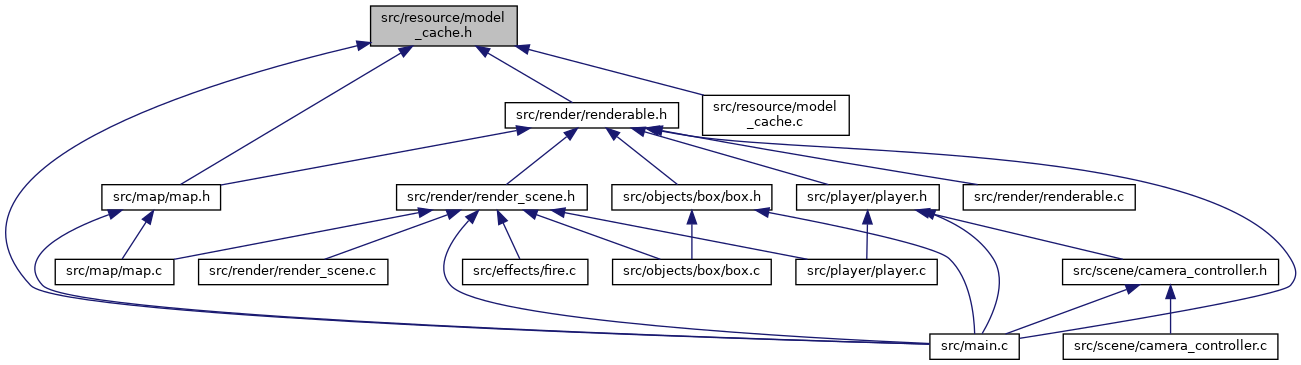 src/resource/model
_cache.h
src/render/renderable.h
src/resource/model
_cache.c
src/map/map.h
src/render/render_scene.h
src/objects/box/box.h
src/player/player.h
src/render/renderable.c
src/map/map.c
src/render/render_scene.c
src/effects/fire.c
src/objects/box/box.c
src/player/player.c
src/scene/camera_controller.h
src/main.c
src/scene/camera_controller.c